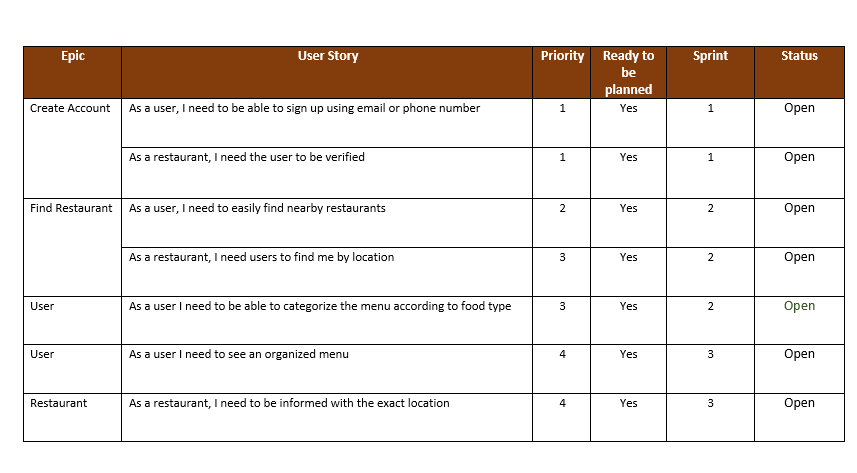 Epic User Story Priority Ready to be planned Sprint Status
Create Account As a user, I need to be able to sign up using email or phone number 1 Yes 1 Open
As a restaurant, I need the user to be verified 1 Yes 1 Open
Find Restaurant As a user, I need to easily find nearby restaurants 2 Yes 2 Open
As a restaurant, I need users to find me by location 3 Yes 2 Open
User As a user I need to be able to categorize the menu according to food type 3 Yes 2 Open
User As a user I need to see an organized menu 4 Yes 3 Open
Restaurant As a restaurant, I need to be informed with the exact location 4 Yes 3 Open